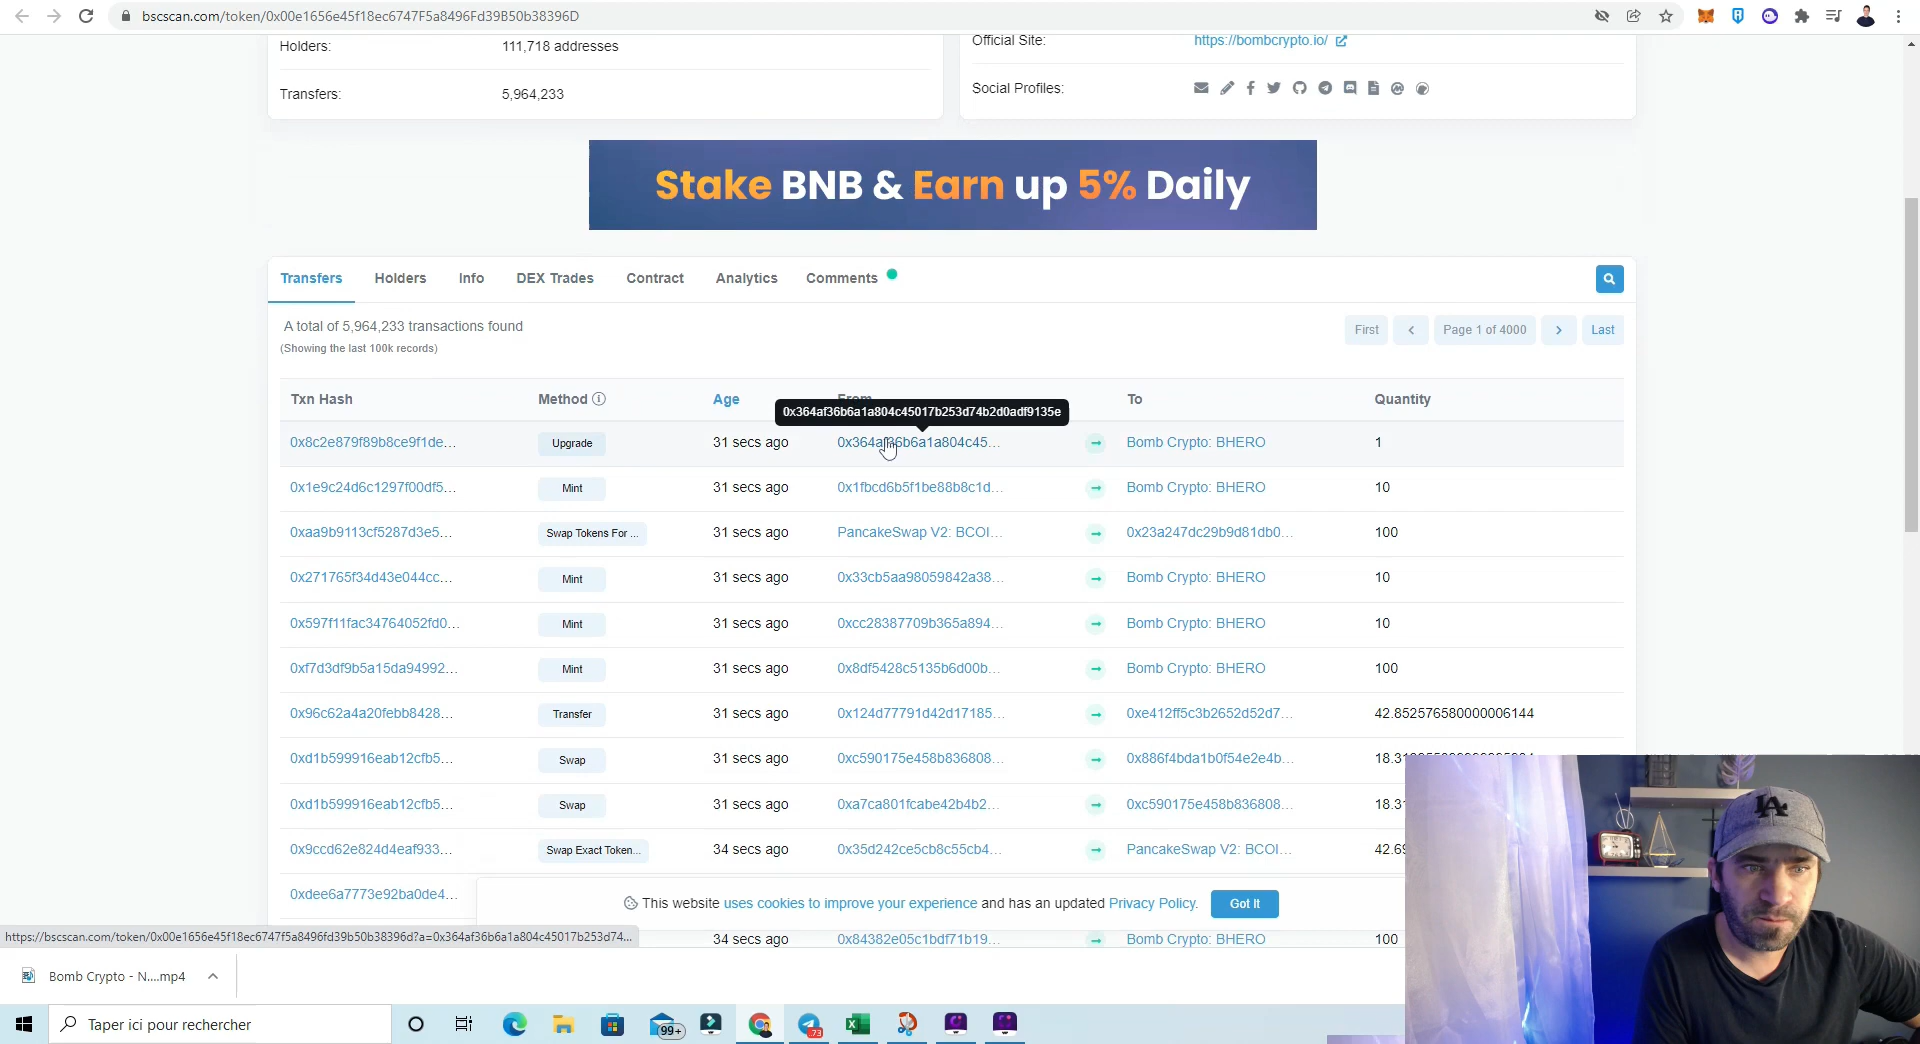 bscscan.com/token/0x00e1656e45f18ec6747F5a8496Fd39B50b38396D
Holders: 111,718 addresses
Official Site: https://bombcrypto.io/
Transfers: 5,964,233
Social Profiles:
Stake BNB & Earn up 5% Daily
Transfers Holders Info DEX Trades Contract Analytics Comments
A total of 5,964,233 transactions found
(Showing the last 100k records)
First Page 1 of 4000 Last
Txn Hash Method Age From To Quantity
0x364af36b6a1a804c45017b253d74b2d0adf9135e
0x8c2e879f89b8ce9f1de... Upgrade 31 secs ago 0x364af36b6a1a804c45... Bomb Crypto: BHERO 1
0x1e9c24d6c1297f00df5... Mint 31 secs ago 0x1fbcd6b5f1be88b8c1d... Bomb Crypto: BHERO 10
0xaa9b9113cf5287d3e5... Swap Tokens For ... 31 secs ago PancakeSwap V2: BCOI... 0x23a247dc29b9d81db0... 100
0x271765f34d43e044cc... Mint 31 secs ago 0x33cb5aa98059842a38... Bomb Crypto: BHERO 10
0x597f11fac34764052fd0... Mint 31 secs ago 0xcc28387709b365a894... Bomb Crypto: BHERO 10
0xf7d3df9b5a15da94992... Mint 31 secs ago 0x8df5428c5135b6d00b... Bomb Crypto: BHERO 100
0x96c62a4a20febb8428... Transfer 31 secs ago 0x124d77791d42d17185... 0xe412ff5c3b2652d52d7... 42.852576580000006144
0xd1b599916eab12cfb5... Swap 31 secs ago 0xc590175e458b836808... 0x886f4bda1b0f54e2e4b...
0xd1b599916eab12cfb5... Swap 31 secs ago 0xa7ca801fcabe42b4b2... 0xc590175e458b836808...
0x9ccd62e824d4eaf933... Swap Exact Token... 34 secs ago 0x35d242ce5cb8c55cb4... PancakeSwap V2: BCOI...
0xdee6a7773e92ba0de4...
This website uses cookies to improve your experience and has an updated Privacy Policy. Got It
https://bscscan.com/token/0x00e1656e45f18ec6747f5a8496fd39b50b38396d?a=0x364af36b6a1a804c45017b253d74...
34 secs ago 0x84382e05c1bdf71b19... Bomb Crypto: BHERO 100
Bomb Crypto - N....mp4
Taper ici pour rechercher
99+
73